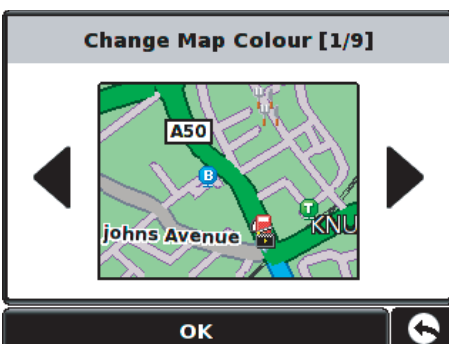 Change Map Colour [1/9]
A50
B
T
KNU
johns Avenue
OK